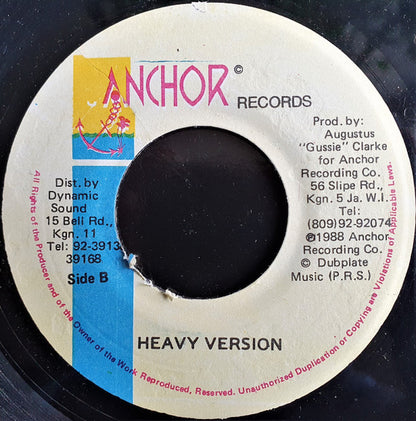 ANCHOR ©
RECORDS
Prod. by:
Augustus
"Gussie" Clarke
for Anchor
Recording Co.
56 Slipe Rd.,
Kgn. 5 Ja. W.I.
Tel:
(809)92-92074
℗1988 Anchor
Recording Co.
© Dubplate
Music (P.R.S.)
Dist. by
Dynamic
Sound
15 Bell Rd.,
Kgn. 11
Tel: 92-3913
39168
Side B
HEAVY VERSION
All Rights of the Producer and of the Owner of the Work Reproduced, Reserved. Unauthorized Duplication or Copying are Violations of Applicable Laws.